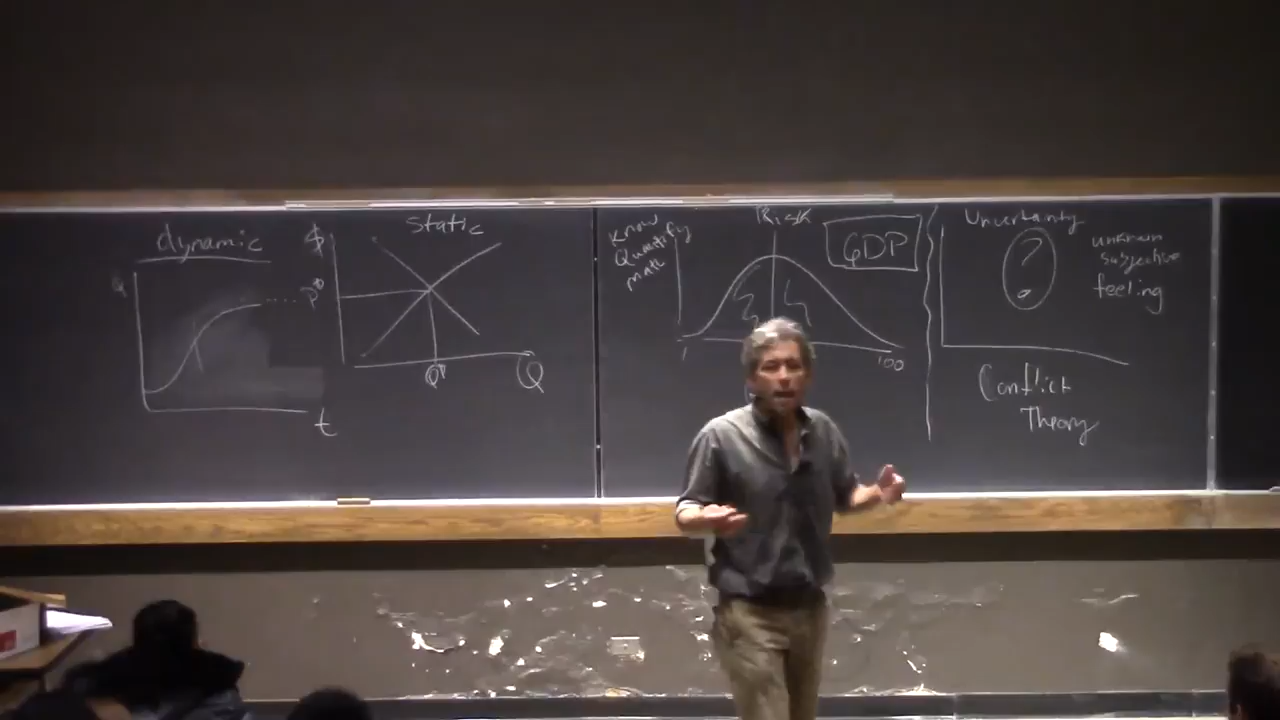 dynamic
Q
t
Static
$
P*
Q*
Q
Know
Quantify
math
Risk
GDP
1
100
Uncertainty
?
unknown
subjective
feeling
Conflict
Theory